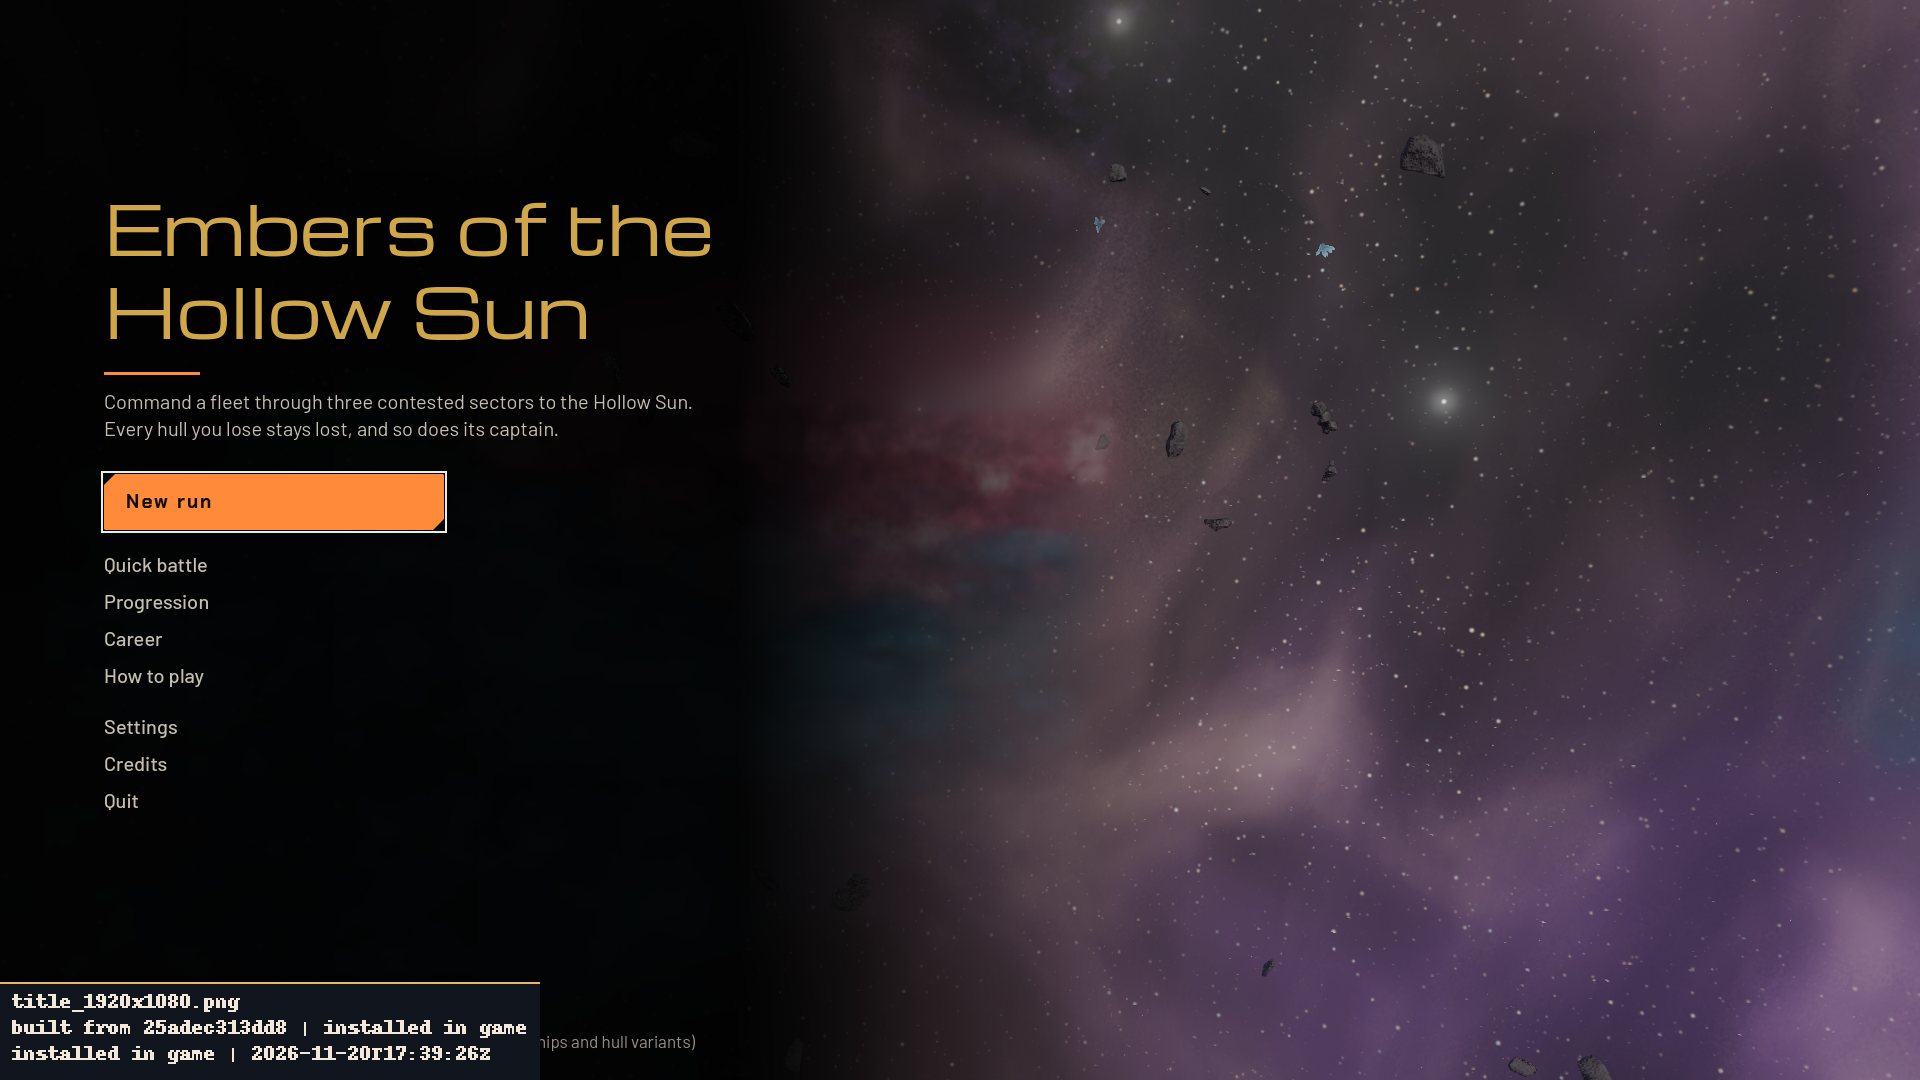 Embers of the
Hollow Sun
Command a fleet through three contested sectors to the Hollow Sun.
Every hull you lose stays lost, and so does its captain.
New run
Quick battle
Progression
Career
How to play
Settings
Credits
Quit
title_1920x1080.png
built from 25adec313dd8 | installed in game
installed in game | 2026-11-20T17:39:26Z
and hull variants)